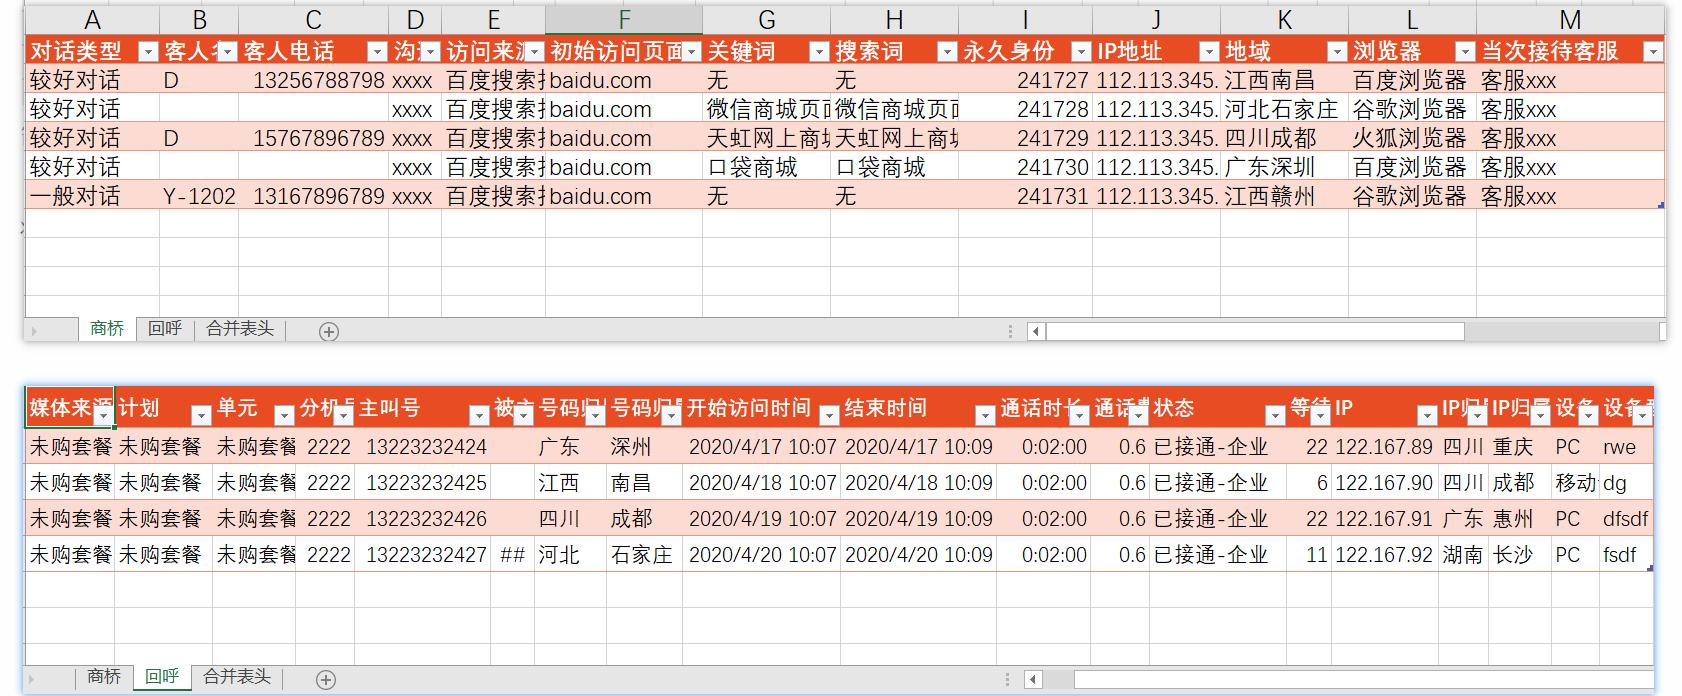 A B C D E F G H I J K L M
对话类型 客人名 客人电话 沟通 访问来源 初始访问页面 关键词 搜索词 永久身份 IP地址 地域 浏览器 当次接待客服
较好对话 D 13256788798 xxxx 百度搜索推 baidu.com 无 无 241727 112.113.345. 江西南昌 百度浏览器 客服xxx
较好对话 xxxx 百度搜索推 baidu.com 微信商城页面 微信商城页面 241728 112.113.345. 河北石家庄 谷歌浏览器 客服xxx
较好对话 D 15767896789 xxxx 百度搜索推 baidu.com 天虹网上商城 天虹网上商城 241729 112.113.345. 四川成都 火狐浏览器 客服xxx
较好对话 xxxx 百度搜索推 baidu.com 口袋商城 口袋商城 241730 112.113.345. 广东深圳 百度浏览器 客服xxx
一般对话 Y-1202 13167896789 xxxx 百度搜索推 baidu.com 无 无 241731 112.113.345. 江西赣州 谷歌浏览器 客服xxx
商桥 回呼 合并表头
媒体来源 计划 单元 分机号 主叫号 被主 号码归属 号码归属 开始访问时间 结束时间 通话时长 通话费 状态 等待 IP IP归属 IP归属 设备 设备型
未购套餐 未购套餐 未购套餐 2222 13223232424 广东 深州 2020/4/17 10:07 2020/4/17 10:09 0:02:00 0.6 已接通-企业 22 122.167.89 四川 重庆 PC rwe
未购套餐 未购套餐 未购套餐 2222 13223232425 江西 南昌 2020/4/18 10:07 2020/4/18 10:09 0:02:00 0.6 已接通-企业 6 122.167.90 四川 成都 移动 dg
未购套餐 未购套餐 未购套餐 2222 13223232426 四川 成都 2020/4/19 10:07 2020/4/19 10:09 0:02:00 0.6 已接通-企业 22 122.167.91 广东 惠州 PC dfsdf
未购套餐 未购套餐 未购套餐 2222 13223232427 ## 河北 石家庄 2020/4/20 10:07 2020/4/20 10:09 0:02:00 0.6 已接通-企业 11 122.167.92 湖南 长沙 PC fsdf
商桥 回呼 合并表头